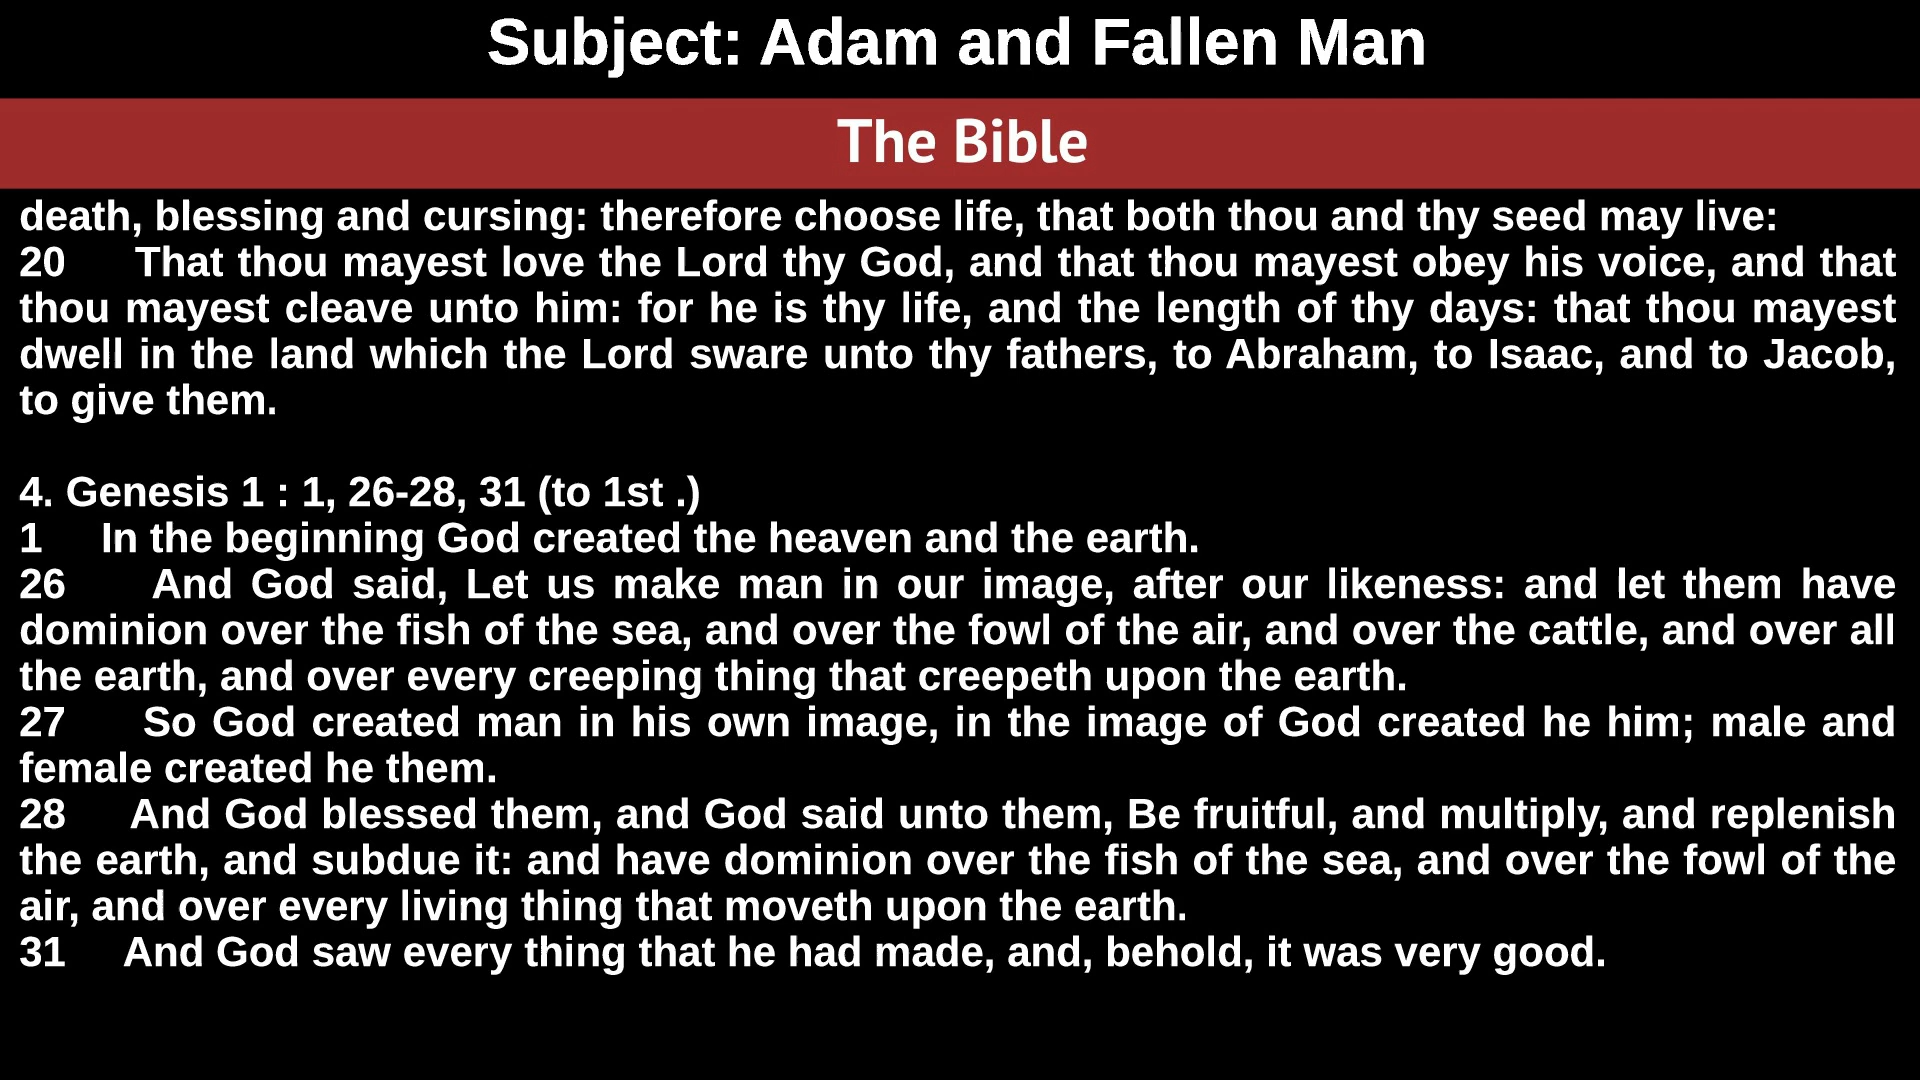 Subject: Adam and Fallen Man
The Bible
death, blessing and cursing: therefore choose life, that both thou and thy seed may live:
20 That thou mayest love the Lord thy God, and that thou mayest obey his voice, and that
thou mayest cleave unto him: for he is thy life, and the length of thy days: that thou mayest
dwell in the land which the Lord sware unto thy fathers, to Abraham, to Isaac, and to Jacob,
to give them.
4. Genesis 1 : 1, 26-28, 31 (to 1st .)
1 In the beginning God created the heaven and the earth.
26 And God said, Let us make man in our image, after our likeness: and let them have
dominion over the fish of the sea, and over the fowl of the air, and over the cattle, and over all
the earth, and over every creeping thing that creepeth upon the earth.
27 So God created man in his own image, in the image of God created he him; male and
female created he them.
28 And God blessed them, and God said unto them, Be fruitful, and multiply, and replenish
the earth, and subdue it: and have dominion over the fish of the sea, and over the fowl of the
air, and over every living thing that moveth upon the earth.
31 And God saw every thing that he had made, and, behold, it was very good.